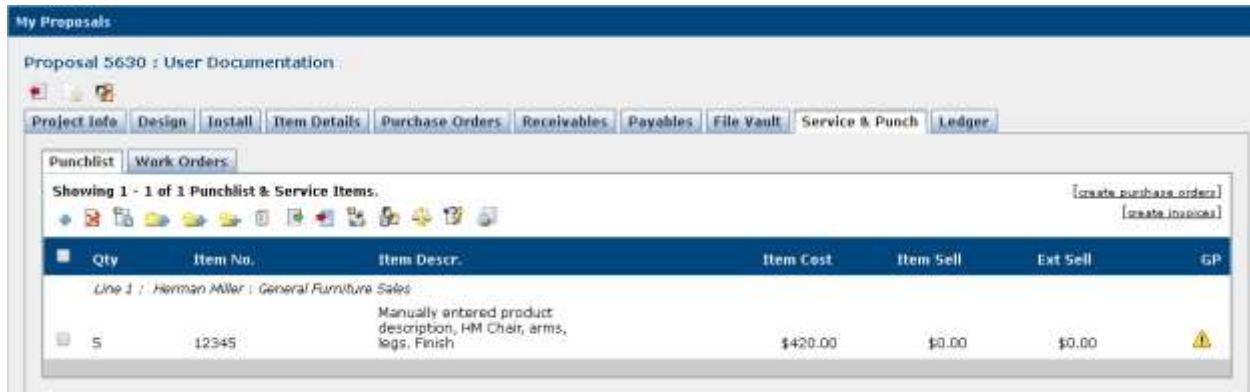 My Proposals
Proposal 5630 : User Documentation
Project Info Design Install Item Details Purchase Orders Receivables Payables File Vault Service & Punch Ledger
Punchlist Work Orders
Showing 1 - 1 of 1 Punchlist & Service Items.
[create purchase orders]
[create invoices]
Qty Item No. Item Descr. Item Cost Item Sell Ext Sell GP
Line 1 : Herman Miller : General Furniture Sales
Manually entered product
description, HM Chair, arms,
5 12345 legs, Finish $420.00 $0.00 $0.00